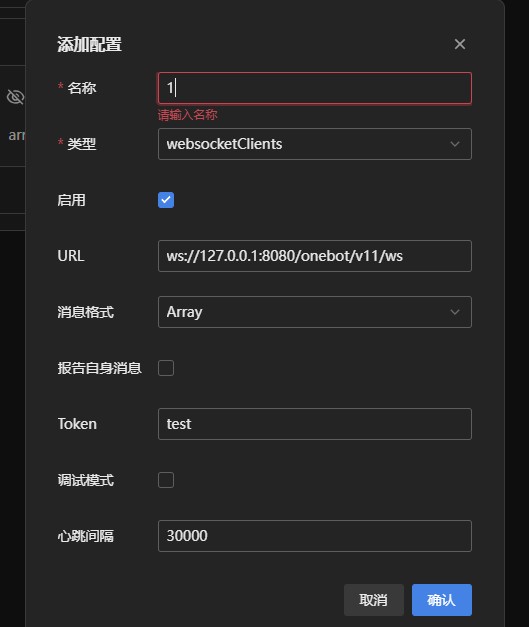 添加配置
* 名称 1
请输入名称
* 类型 websocketClients
启用
URL ws://127.0.0.1:8080/onebot/v11/ws
消息格式 Array
报告自身消息
Token test
调试模式
心跳间隔 30000
取消 确认